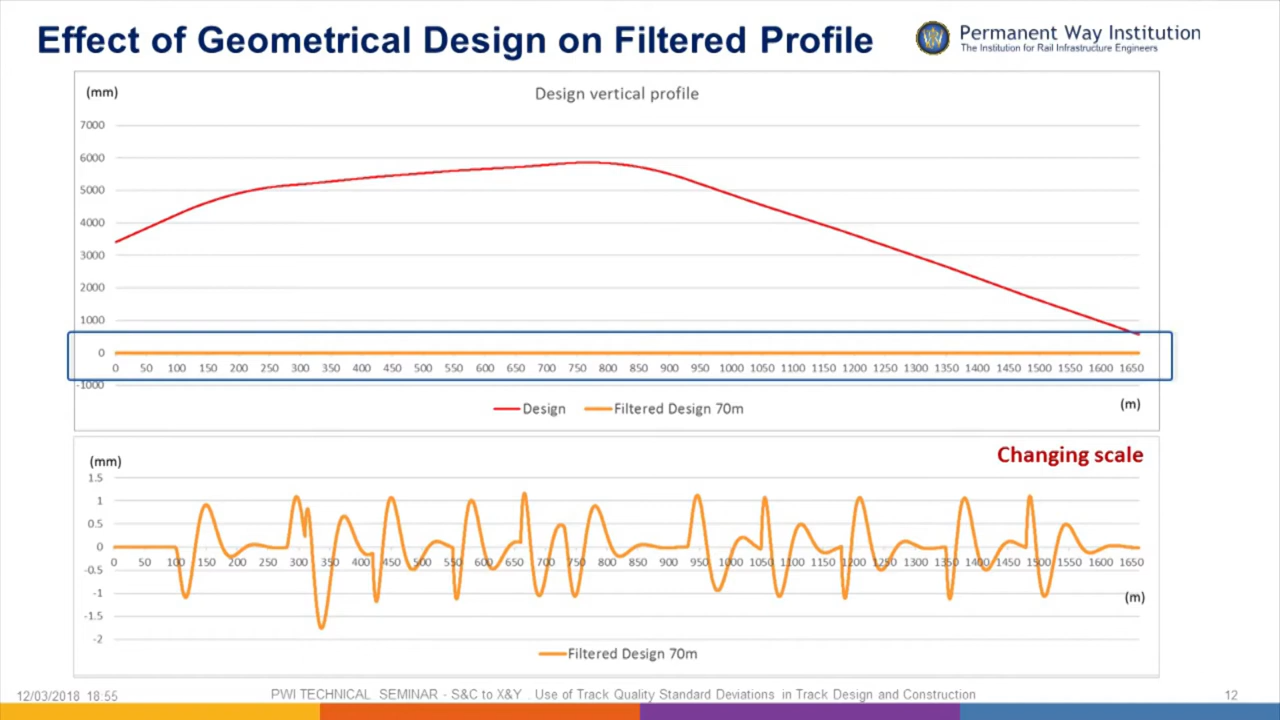 Effect of Geometrical Design on Filtered Profile
Permanent Way Institution
The Institution for Rail Infrastructure Engineers
(mm)
Design vertical profile
7000
6000
5000
4000
3000
2000
1000
0
0 50 100 150 200 250 300 350 400 450 500 550 600 650 700 750 800 850 900 950 1000 1050 1100 1150 1200 1250 1300 1350 1400 1450 1500 1550 1600 1650
-1000
(m)
Design Filtered Design 70m
Changing scale
(mm)
1.5
1
0.5
0
0 50 100 150 200 250 300 350 400 450 500 550 600 650 700 750 800 850 900 950 1000 1050 1100 1150 1200 1250 1300 1350 1400 1450 1500 1550 1600 1650
-0.5
-1
(m)
-1.5
-2
Filtered Design 70m
12/03/2018 18:55
PWI TECHNICAL SEMINAR - S&C to X&Y . Use of Track Quality Standard Deviations in Track Design and Construction
12